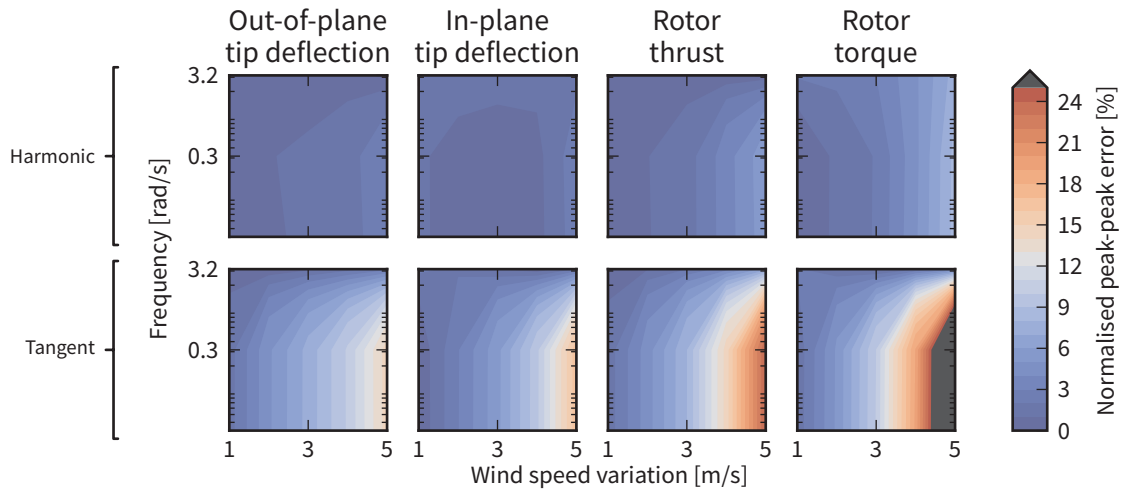 Out-of-plane
tip deflection
In-plane
tip deflection
Rotor
thrust
Rotor
torque
Harmonic
Tangent
Frequency [rad/s]
3.2
0.3
3.2
0.3
1 3 5
1 3 5
1 3 5
1 3 5
Wind speed variation [m/s]
24
21
18
15
12
9
6
3
0
Normalised peak-peak error [%]